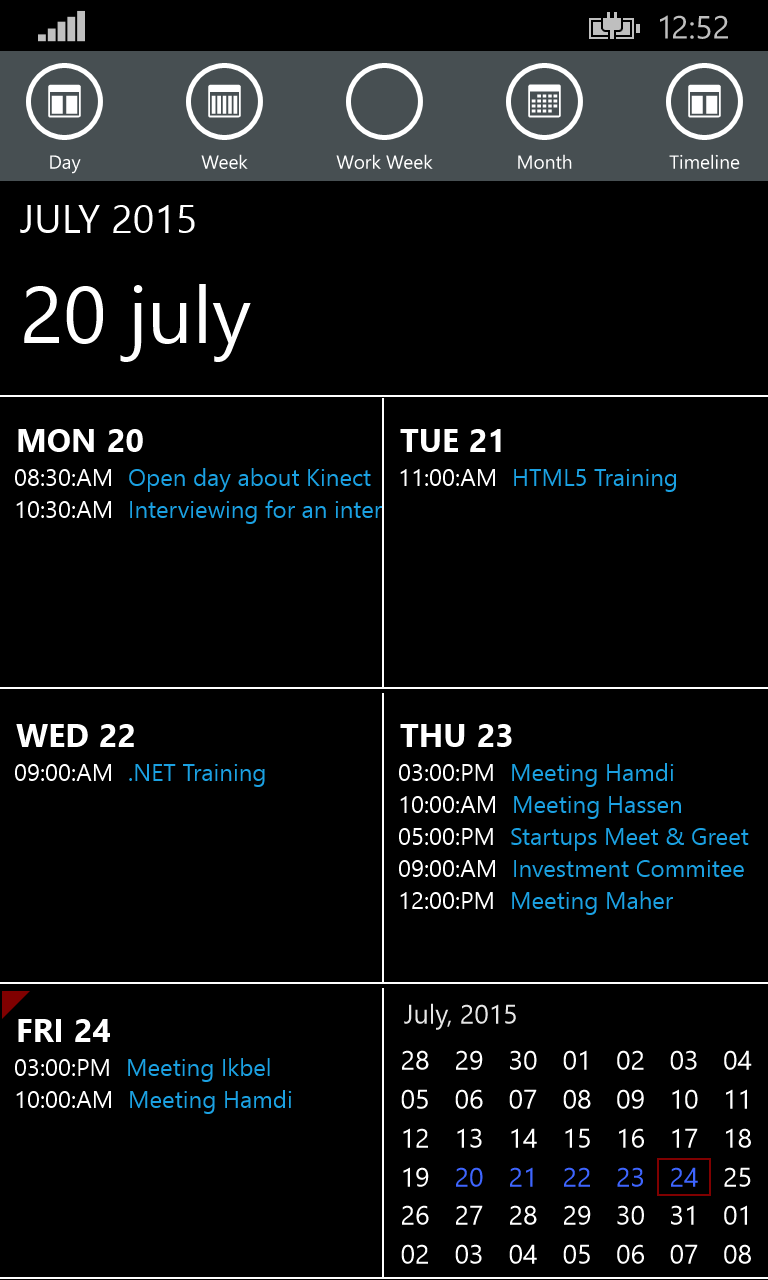 12:52
Day Week Work Week Month Timeline
JULY 2015
20 july
MON 20
08:30:AM Open day about Kinect
10:30:AM Interviewing for an inter
TUE 21
11:00:AM HTML5 Training
WED 22
09:00:AM .NET Training
THU 23
03:00:PM Meeting Hamdi
10:00:AM Meeting Hassen
05:00:PM Startups Meet & Greet
09:00:AM Investment Commitee
12:00:PM Meeting Maher
FRI 24
03:00:PM Meeting Ikbel
10:00:AM Meeting Hamdi
July, 2015
28 29 30 01 02 03 04
05 06 07 08 09 10 11
12 13 14 15 16 17 18
19 20 21 22 23 24 25
26 27 28 29 30 31 01
02 03 04 05 06 07 08